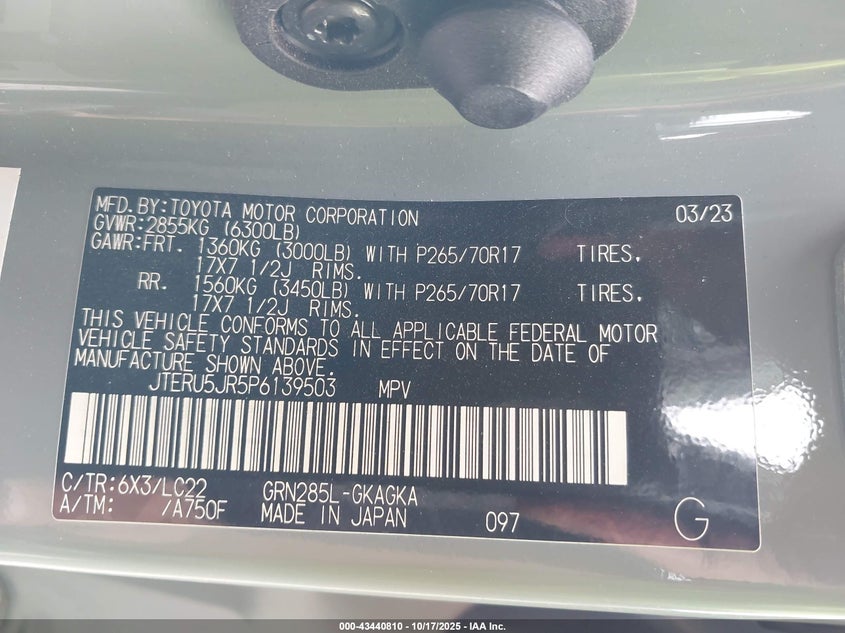 MFD.BY:TOYOTA MOTOR CORPORATION 03/23
GVWR:2855KG (6300LB)
GAWR:FRT. 1360KG (3000LB) WITH P265/70R17 TIRES,
17X7 1/2J RIMS.
RR. 1560KG (3450LB) WITH P265/70R17 TIRES,
17X7 1/2J RIMS.
THIS VEHICLE CONFORMS TO ALL APPLICABLE FEDERAL MOTOR
VEHICLE SAFETY STANDARDS IN EFFECT ON THE DATE OF
MANUFACTURE SHOWN ABOVE.
JTERU5JR5P6139503 MPV
C/TR:6X3/LC22 GRN285L-GKAGKA
A/TM: /A750F MADE IN JAPAN 097 G
000-43440810 - 10/17/2025 - IAA Inc.